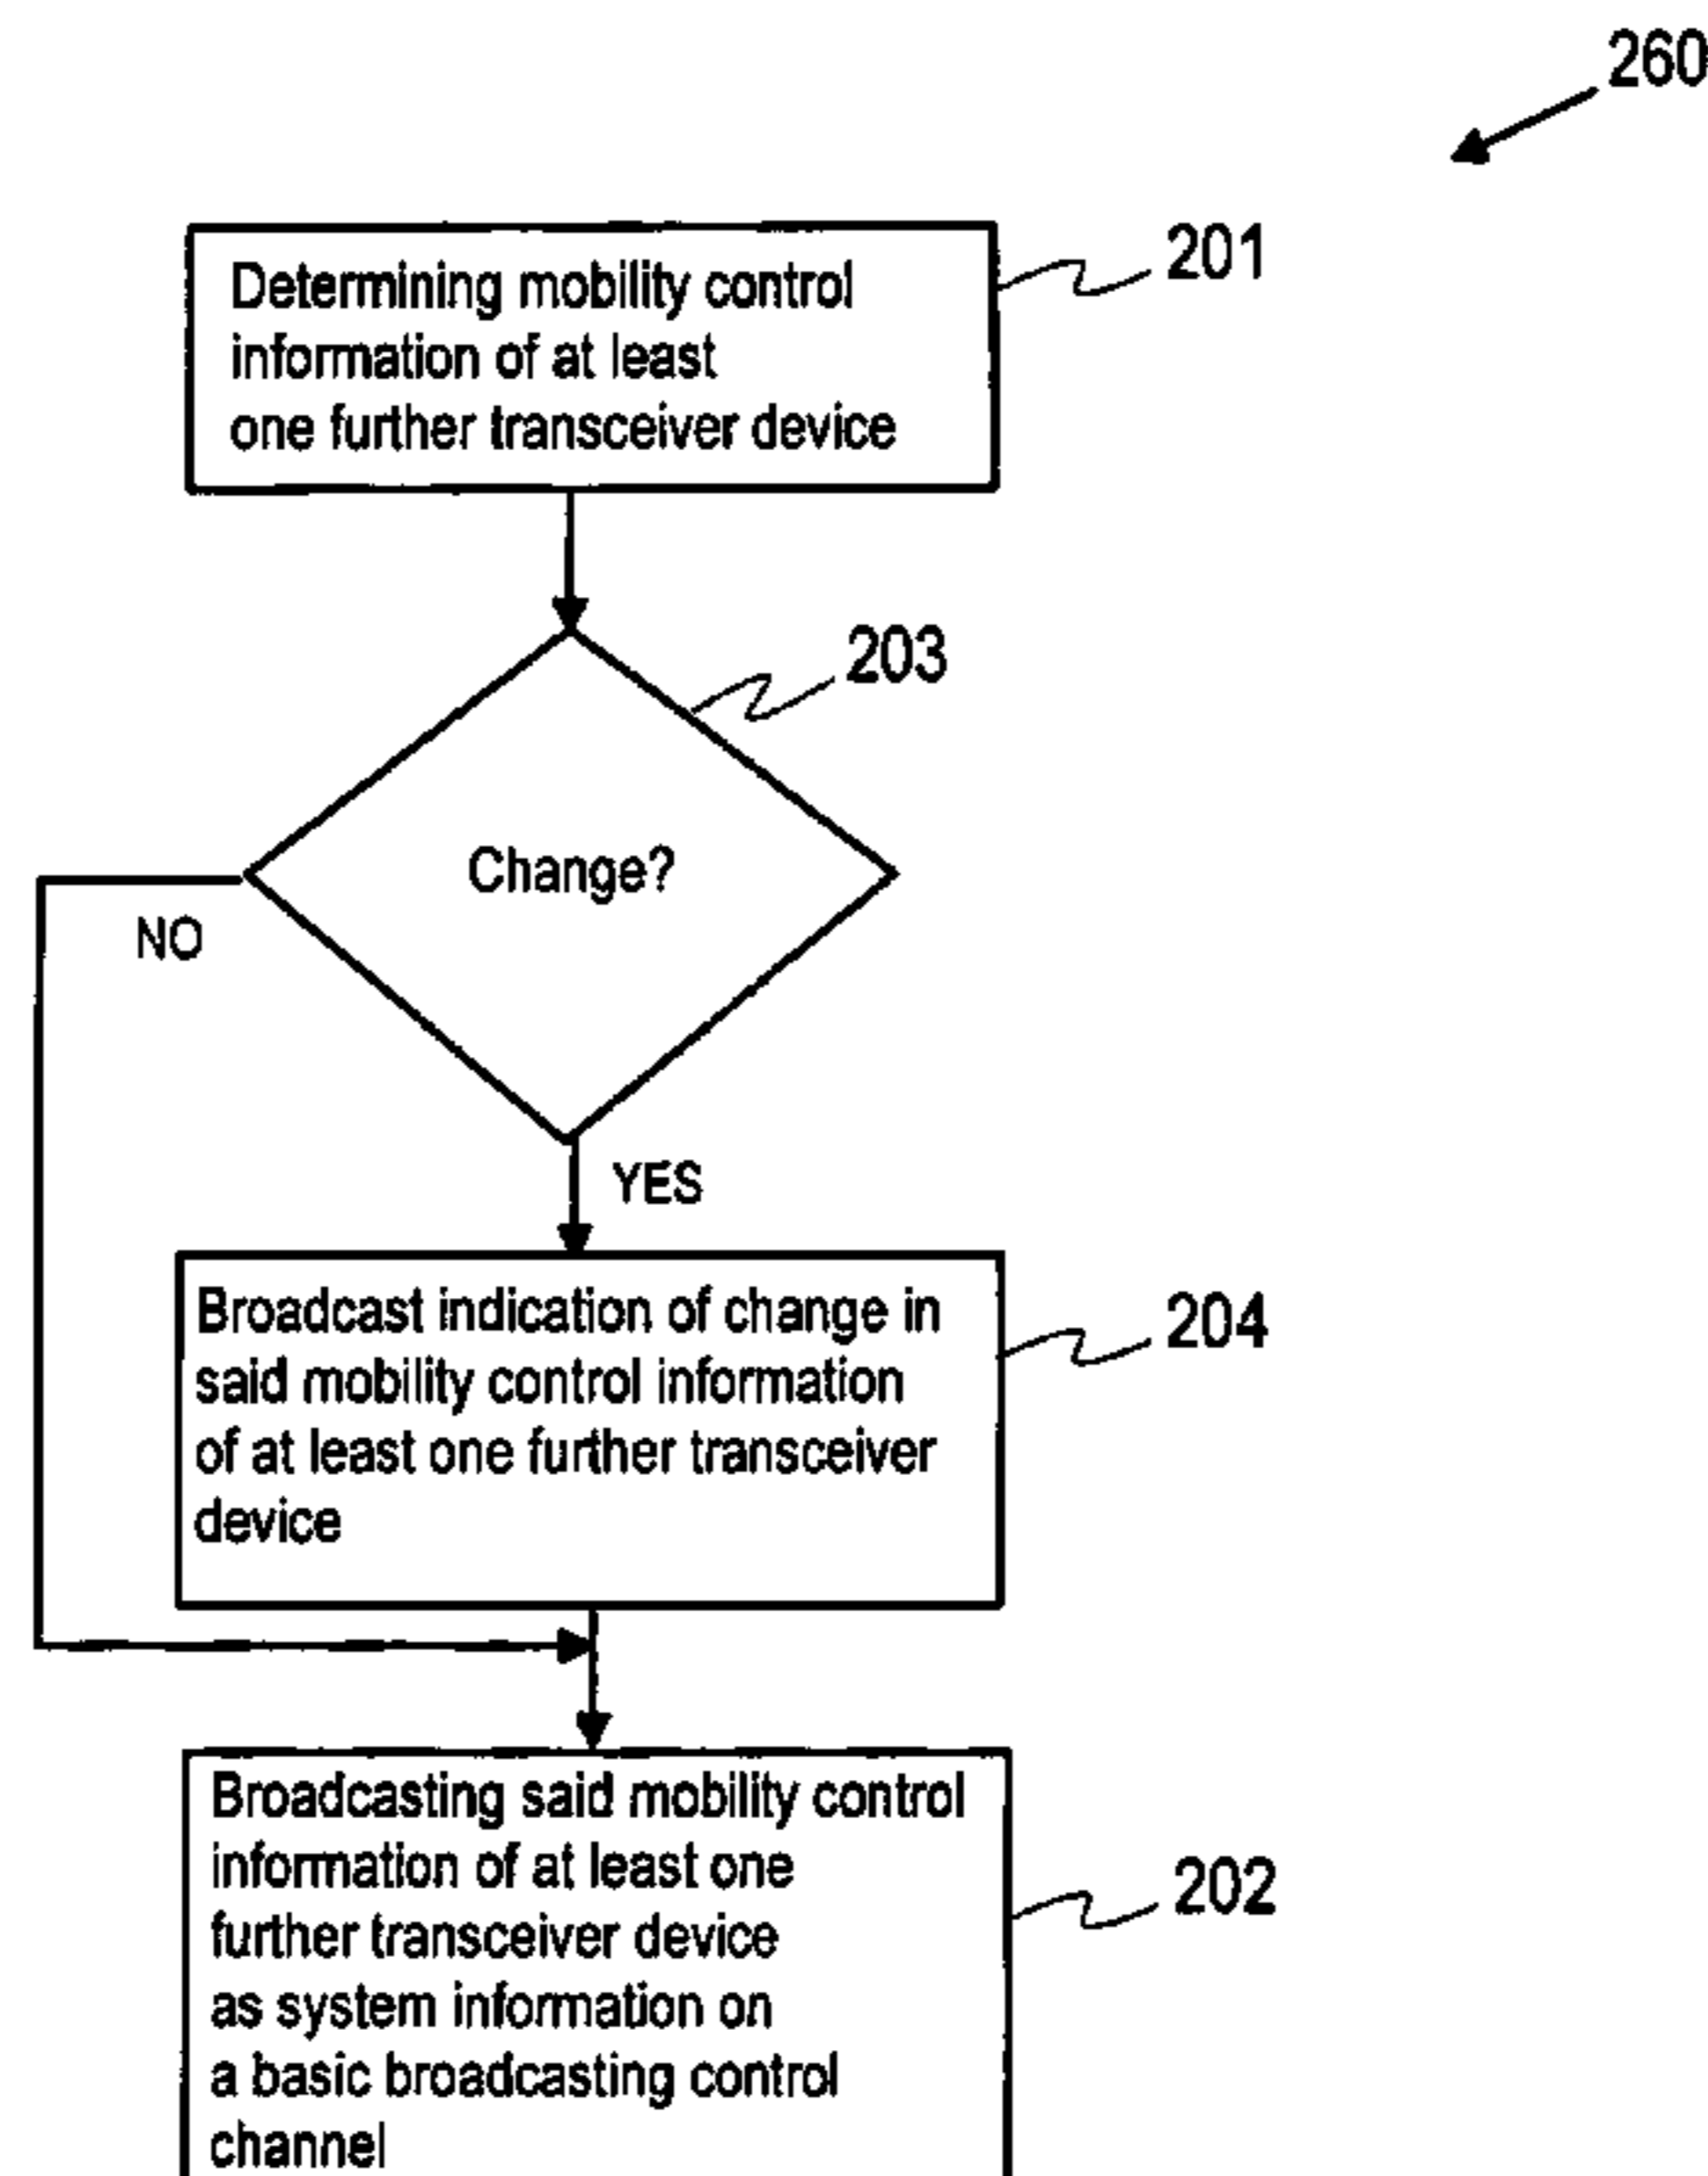 260
Determining mobility control
information of at least
one further transceiver device
201
203
Change?
NO
YES
Broadcast indication of change in
said mobility control information
of at least one further transceiver
device
204
Broadcasting said mobility control
information of at least one
further transceiver device
as system information on
a basic broadcasting control
channel
202